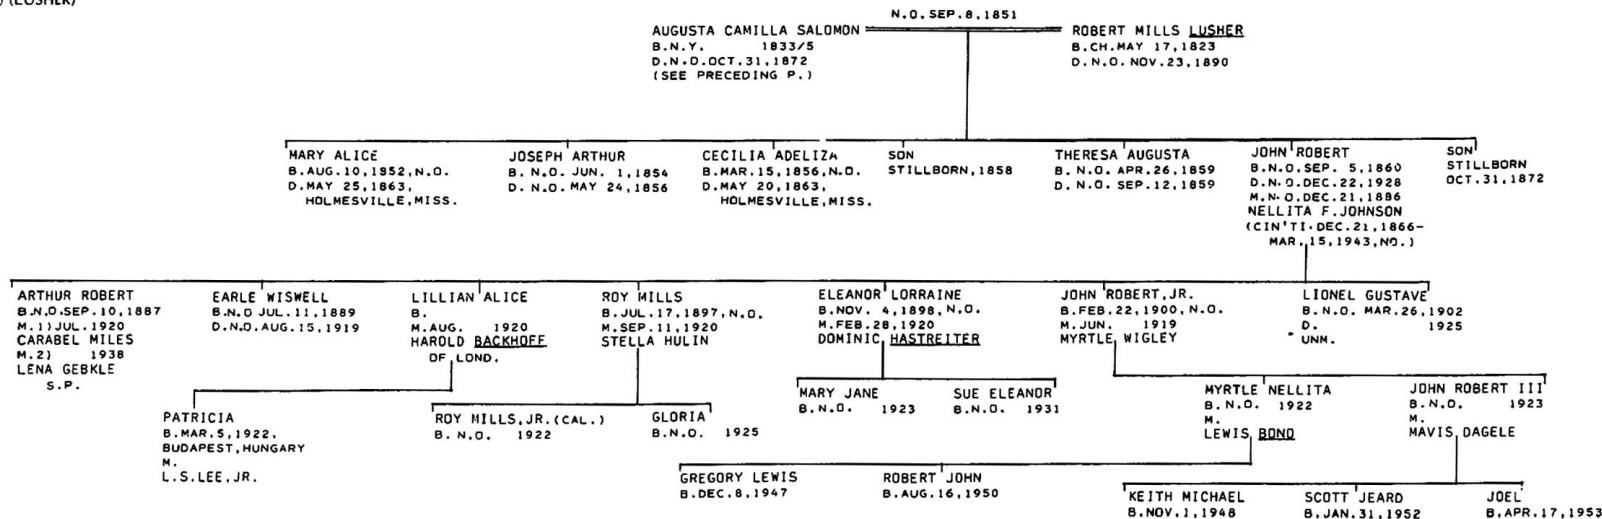 (LUSHER)
N.O. SEP. 8, 1851
AUGUSTA CAMILLA SALOMON
B.N.Y. 1833/5
D.N.O. OCT. 31, 1872
(SEE PRECEDING P.)
ROBERT MILLS LUSHER
B.CH. MAY 17, 1823
D.N.O. NOV. 23, 1890
MARY ALICE
B.AUG.10,1852,N.O.
D.MAY 25,1863,
HOLMESVILLE,MISS.
JOSEPH ARTHUR
B. N.O. JUN. 1,1854
D. N.O. MAY 24,1856
CECILIA ADELIZA
B.MAR.15,1856,N.O.
D.MAY 20,1863,
HOLMESVILLE,MISS.
SON
STILLBORN,1858
THERESA AUGUSTA
B. N.O. APR.26,1859
D. N.O. SEP.12,1859
JOHN ROBERT
B.N.O.SEP. 5,1860
D.N.O.DEC.22,1928
M.N.O.DEC.21,1886
NELLITA F.JOHNSON
(CIN'TI.DEC.21,1866-
MAR.15,1943,NO.)
SON
STILLBORN
OCT.31,1872
ARTHUR ROBERT
B.N.O.SEP.10,1887
M.1)JUL.1920
CARABEL MILES
M.2) 1938
LENA GEBKLE
S.P.
EARLE WISWELL
B.N.O JUL.11,1889
D.N.O.AUG.15,1919
LILLIAN ALICE
B.
M.AUG. 1920
HAROLD BACKHOFF
OF LOND.
ROY MILLS
B.JUL.17,1897,N.O.
M.SEP.11,1920
STELLA HULIN
ELEANOR LORRAINE
B.NOV. 4,1898,N.O.
M.FEB.28,1920
DOMINIC HASTREITER
JOHN ROBERT,JR.
B.FEB.22,1900,N.O.
M.JUN. 1919
MYRTLE WIGLEY
LIONEL GUSTAVE
B.N.O. MAR.26,1902
D. 1925
UNM.
PATRICIA
B.MAR.5,1922,
BUDAPEST,HUNGARY
M.
L.S.LEE,JR.
ROY MILLS,JR.(CAL.)
B. N.O. 1922
GLORIA
B.N.O. 1925
MARY JANE
B.N.O. 1923
SUE ELEANOR
B.N.O. 1931
MYRTLE NELLITA
B. N.O. 1922
M.
LEWIS BOND
JOHN ROBERT III
B. N.O. 1923
M.
MAVIS DAGELE
GREGORY LEWIS
B.DEC.8,1947
ROBERT JOHN
B.AUG.16,1950
KEITH MICHAEL
B.NOV.1,1948
SCOTT JEARD
B.JAN.31,1952
JOEL
B.APR.17,1953